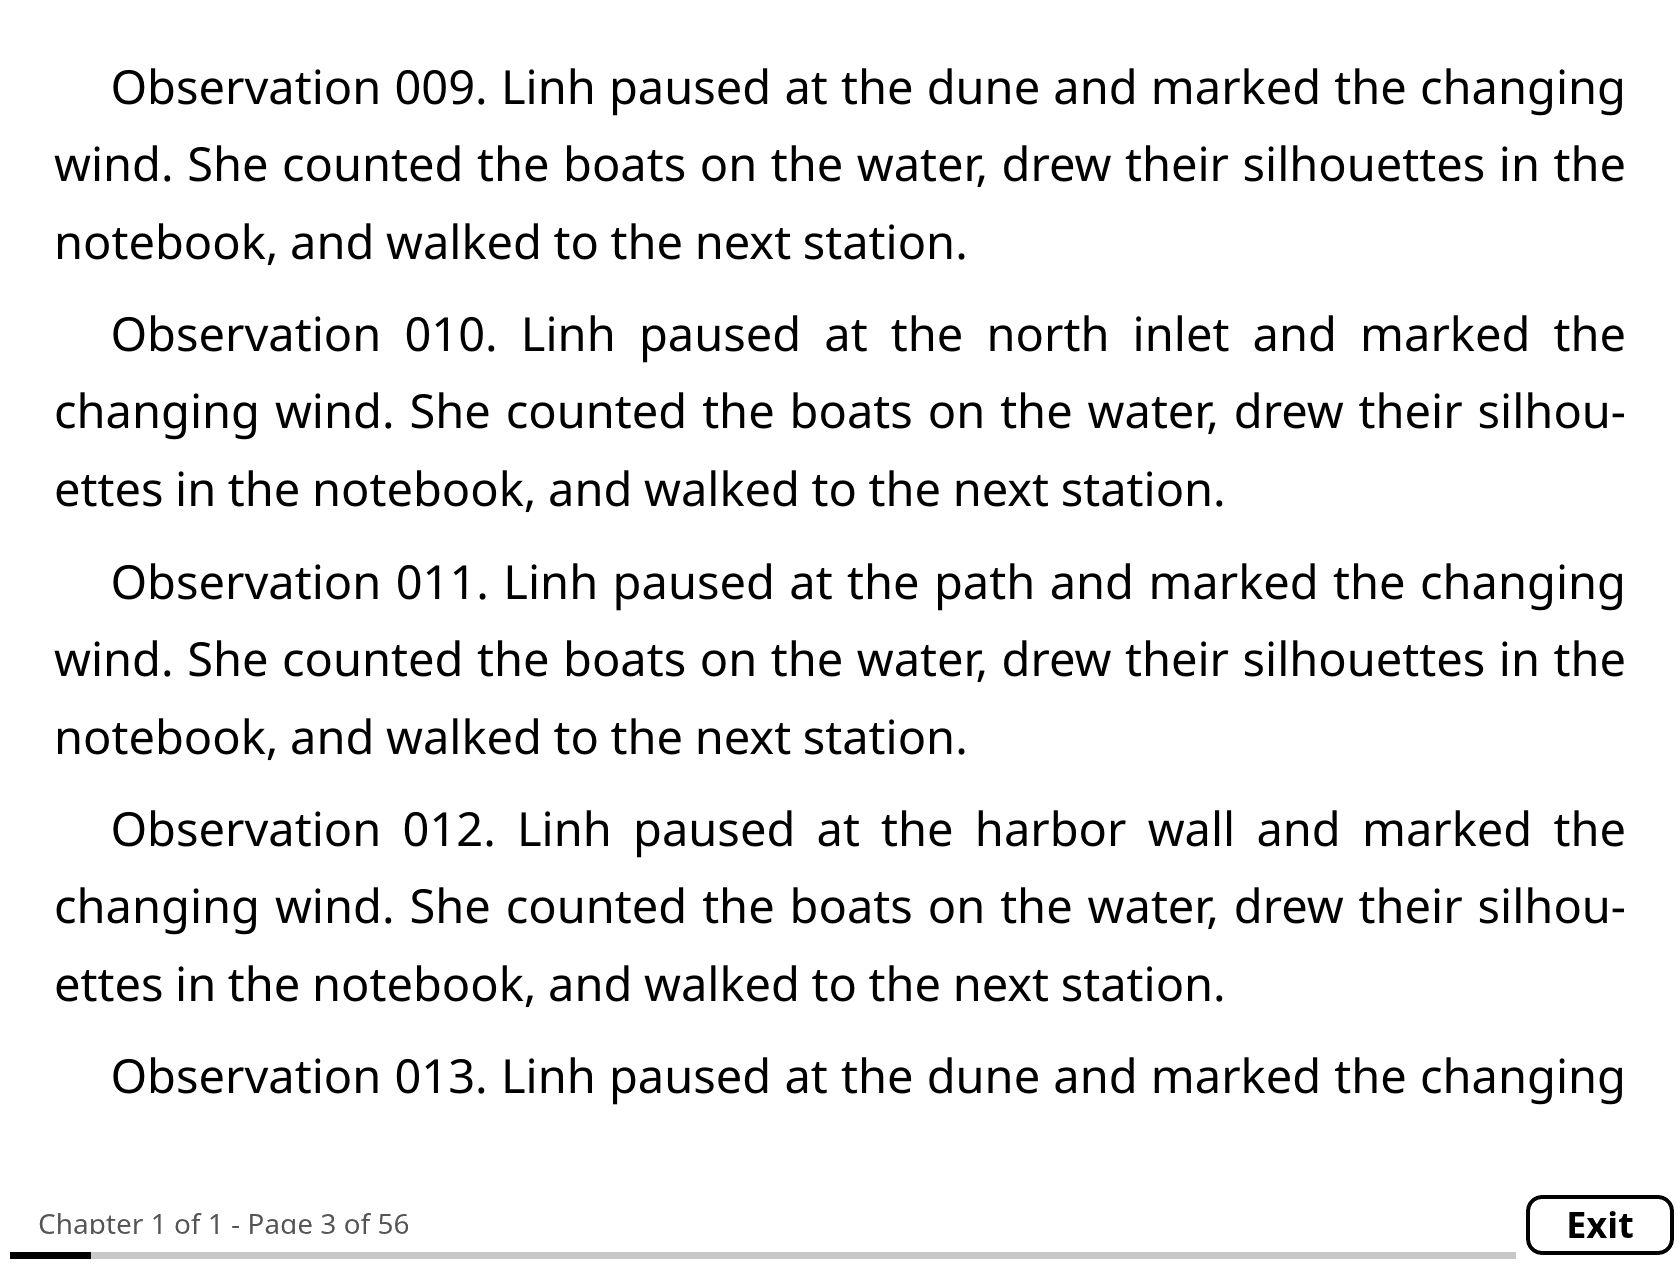 Observation 009. Linh paused at the dune and marked the changing
wind. She counted the boats on the water, drew their silhouettes in the
notebook, and walked to the next station.
Observation 010. Linh paused at the north inlet and marked the
changing wind. She counted the boats on the water, drew their silhou-
ettes in the notebook, and walked to the next station.
Observation 011. Linh paused at the path and marked the changing
wind. She counted the boats on the water, drew their silhouettes in the
notebook, and walked to the next station.
Observation 012. Linh paused at the harbor wall and marked the
changing wind. She counted the boats on the water, drew their silhou-
ettes in the notebook, and walked to the next station.
Observation 013. Linh paused at the dune and marked the changing
Chapter 1 of 1 - Page 3 of 56
Exit